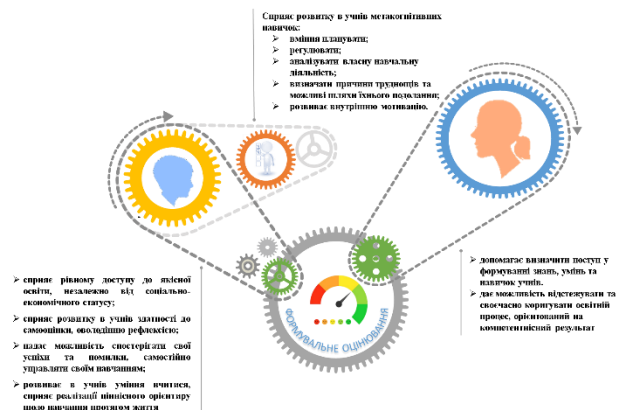 Сприяє розвитку в учнів метакогнітивних
навичок:
➢ вміння планувати;
➢ регулювати;
➢ аналізувати власну навчальну
діяльність;
➢ визначати причини труднощів та
можливі шляхи їхнього подолання;
➢ розвиває внутрішню мотивацію.
➢ сприяє рівному доступу до якісної
освіти, незалежно від соціально-
економічного статусу;
➢ сприяє розвитку в учнів здатності до
самооцінки, оволодінню рефлексією;
➢ надає можливість спостерігати свої
успіхи та помилки, самостійно
управляти своїм навчанням;
➢ розвиває в учнів уміння вчитися,
сприяє реалізації ціннісного орієнтиру
щодо навчання протягом життя
ФОРМУВАЛЬНЕ ОЦІНЮВАННЯ
➢ допомагає визначити поступ у
формуванні знань, умінь та
навичок учнів.
➢ дає можливість відстежувати та
своєчасно коригувати освітній
процес, орієнтований на
компетентнісний результат